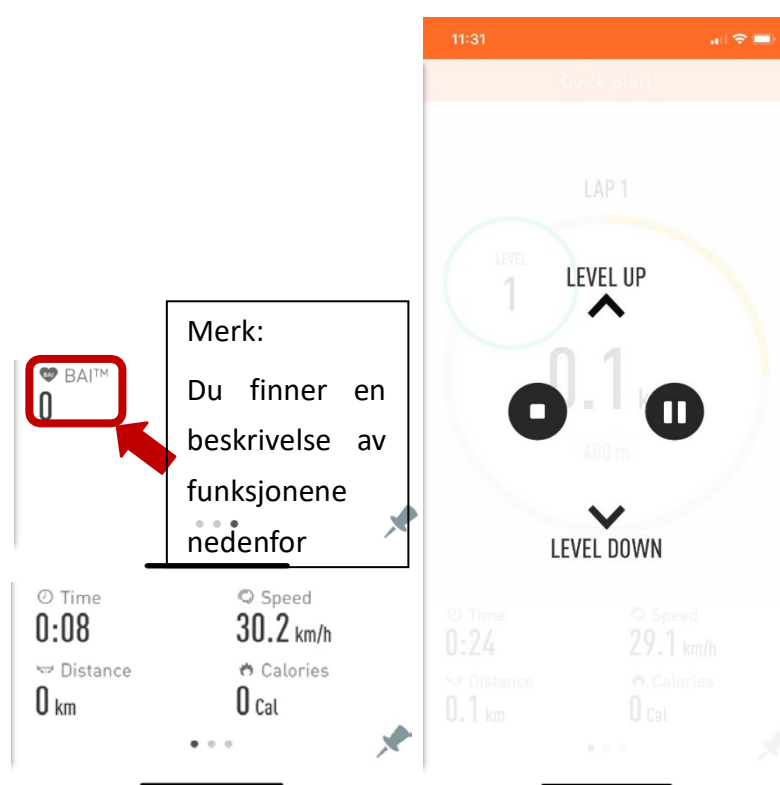 BAI™
0
Merk:
Du finner en
beskrivelse av
funksjonene
nedenfor
Time
0:08
Speed
30.2 km/h
Distance
0 km
Calories
0 Cal
11:31
Quick Start
LAP 1
LEVEL
1
LEVEL UP
0.1 k
400 m
LEVEL DOWN
Time
0:24
Speed
29.1 km/h
Distance
0.1 km
Calories
0 Cal